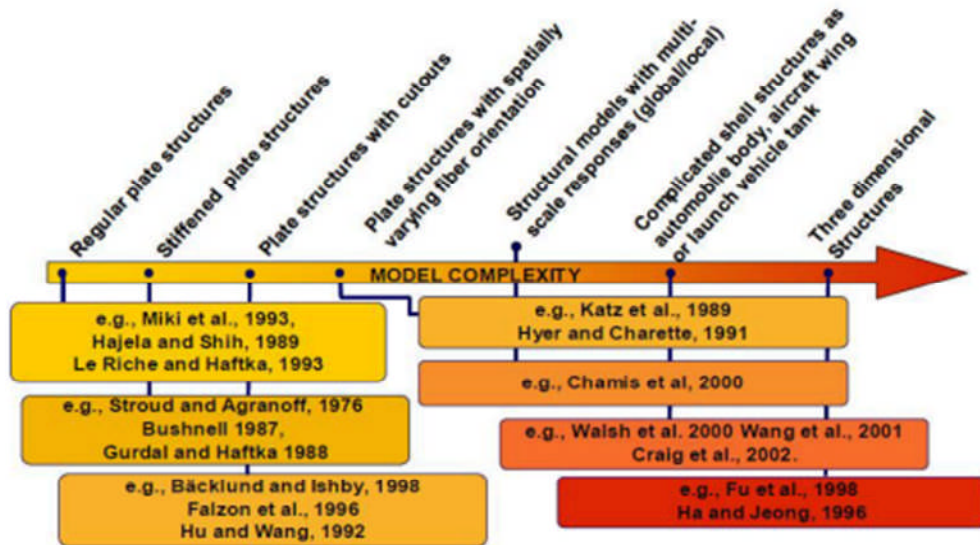 Regular plate structures
Stiffened plate structures
Plate structures with cutouts
Plate structures with spatially
varying fiber orientation
Structural models with multi-
scale responses (global/local)
Complicated shell structures as
automoblie body, aircraft wing
or launch vehicle tank
Three dimensional
Structures
MODEL COMPLEXITY
e.g., Miki et al., 1993,
Hajela and Shih, 1989
Le Riche and Haftka, 1993
e.g., Katz et al., 1989
Hyer and Charette, 1991
e.g., Chamis et al, 2000
e.g., Stroud and Agranoff, 1976
Bushnell 1987,
Gurdal and Haftka 1988
e.g., Walsh et al. 2000 Wang et al., 2001
Craig et al., 2002.
e.g., Bäcklund and Ishby, 1998
Falzon et al., 1996
Hu and Wang, 1992
e.g., Fu et al., 1998
Ha and Jeong, 1996